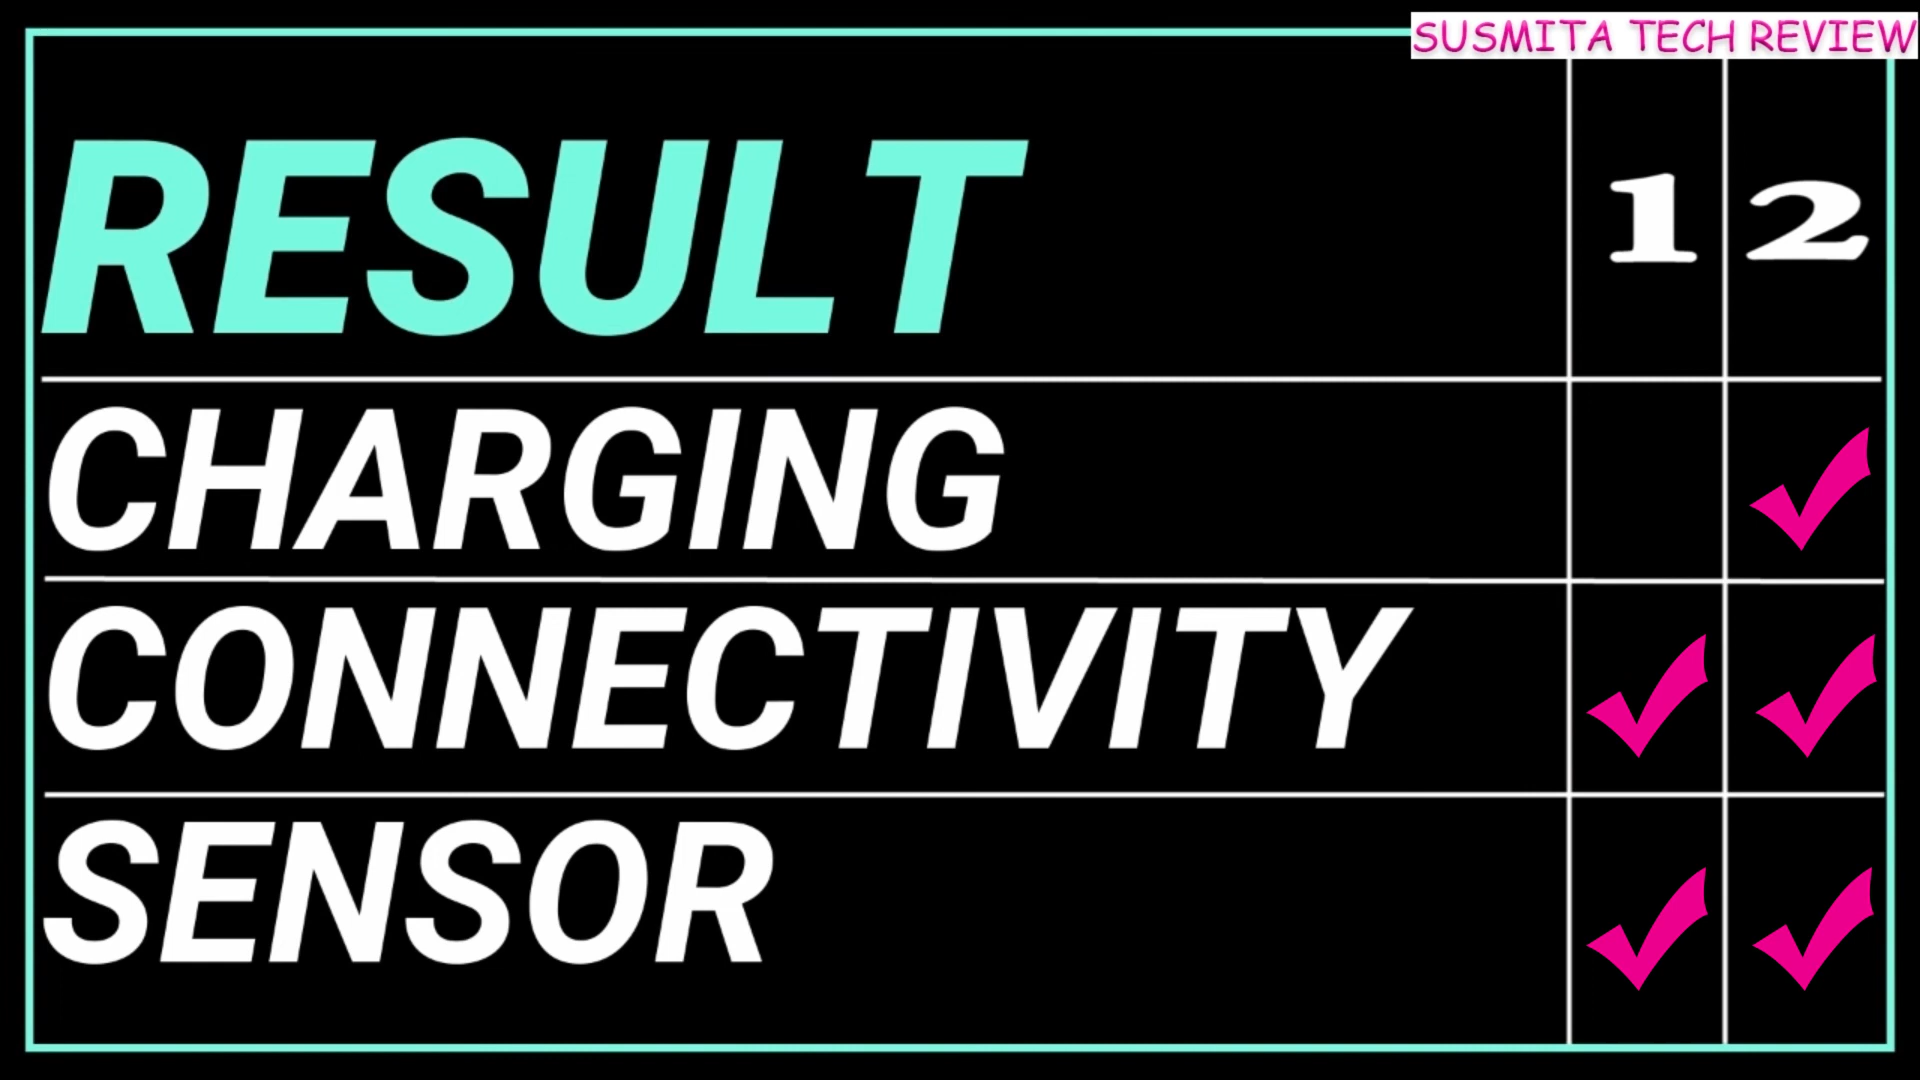 SUSMITA TECH REVIEW
RESULT 1 2
CHARGING
CONNECTIVITY
SENSOR